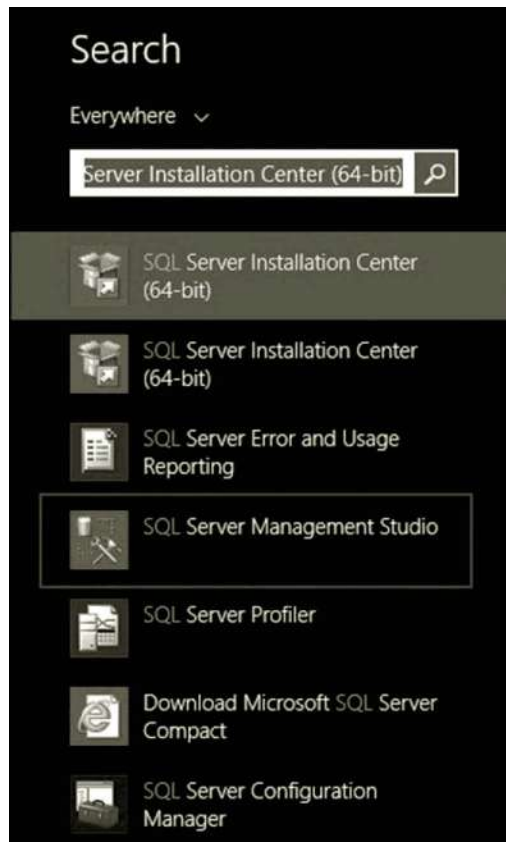 Search
Everywhere
Server Installation Center (64-bit)
SQL Server Installation Center
(64-bit)
SQL Server Installation Center
(64-bit)
SQL Server Error and Usage
Reporting
SQL Server Management Studio
SQL Server Profiler
Download Microsoft SQL Server
Compact
SQL Server Configuration
Manager